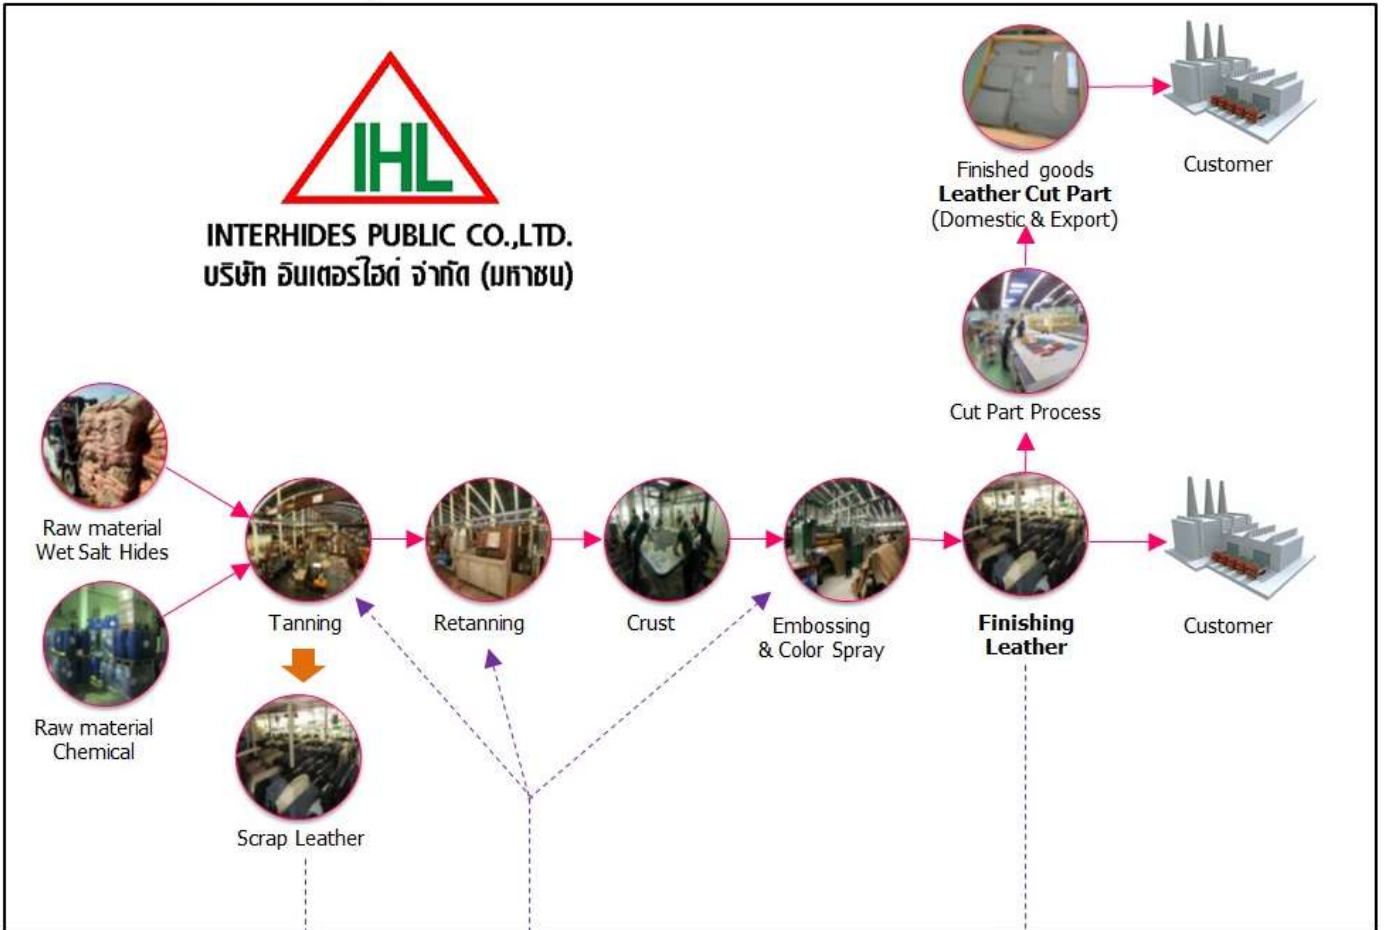 IHL
INTERHIDES PUBLIC CO.,LTD.
บริษัท อินเตอร์ไฮด์ จำกัด (มหาชน)
Finished goods
Leather Cut Part
(Domestic & Export)
Customer
Cut Part Process
Raw material
Wet Salt Hides
Tanning
Retanning
Crust
Embossing
& Color Spray
Finishing
Leather
Customer
Raw material
Chemical
Scrap Leather